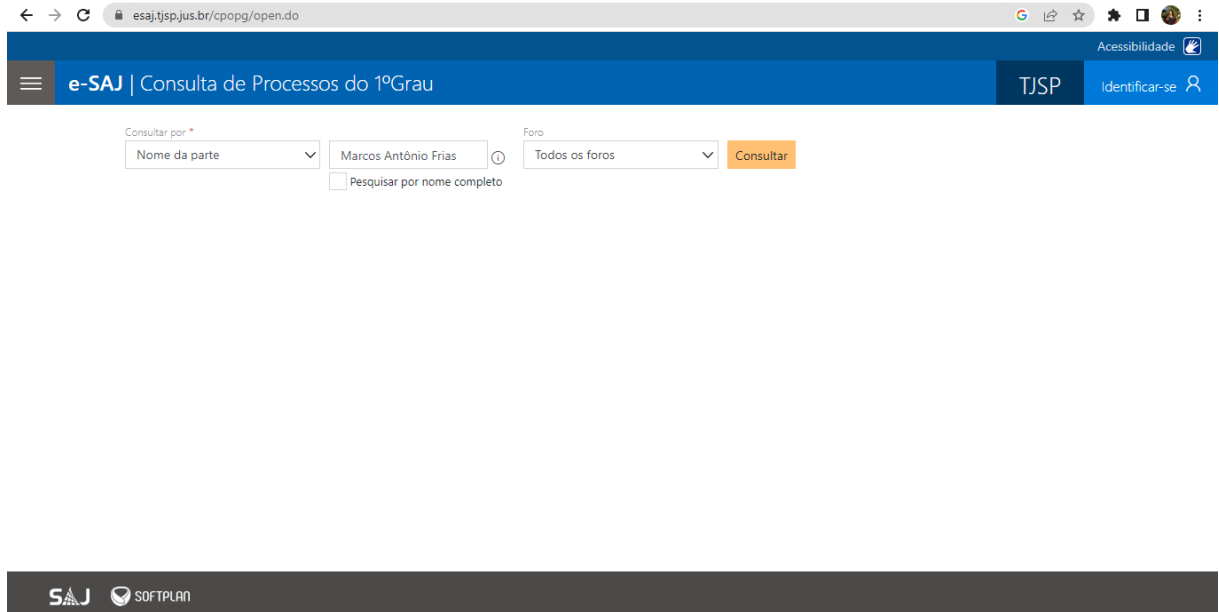 esaj.tjsp.jus.br/cpopg/open.do
Acessibilidade
e-SAJ | Consulta de Processos do 1ºGrau
TJSP
Identificar-se
Consultar por *
Foro
Nome da parte
Marcos Antônio Frias
Todos os foros
Consultar
Pesquisar por nome completo
SAJ
SOFTPLAN